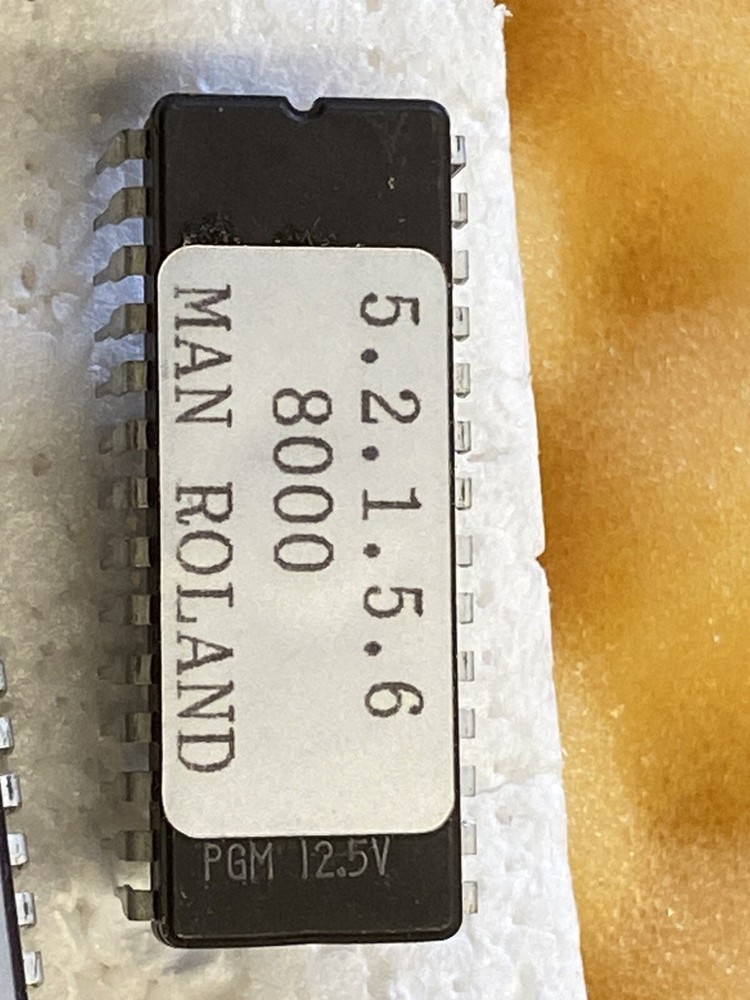 5.2.1.5.6
8000
MAN ROLAND
PGM 12.5V